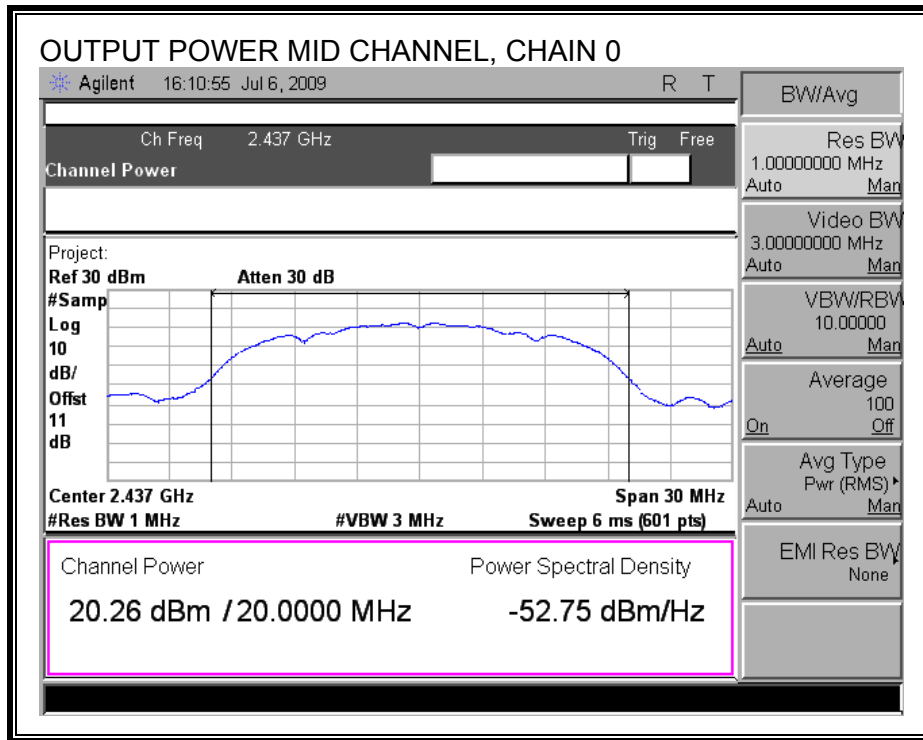 OUTPUT POWER MID CHANNEL, CHAIN 0
Agilent 16:10:55 Jul 6, 2009 R T
Ch Freq 2.437 GHz Trig Free
Channel Power
Project:
Ref 30 dBm Atten 30 dB
#Samp
Log
10
dB/
Offst
11
dB
Center 2.437 GHz Span 30 MHz
#Res BW 1 MHz #VBW 3 MHz Sweep 6 ms (601 pts)
Channel Power Power Spectral Density
20.26 dBm / 20.0000 MHz -52.75 dBm/Hz
BW/Avg
Res BW
1.00000000 MHz
Auto Man
Video BW
3.00000000 MHz
Auto Man
VBW/RBW
10.00000
Auto Man
Average
100
On Off
Avg Type
Pwr (RMS)
Auto Man
EMI Res BW
None